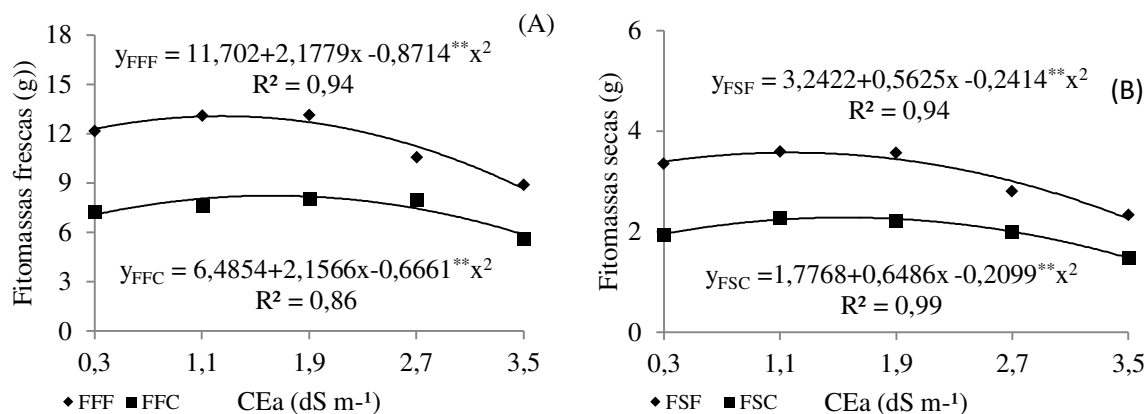 (A)
Fitomassas frescas (g))
18
15
12
9
6
3
0
yFFF = 11,702+2,1779x -0,8714**x²
R² = 0,94
yFFC = 6,4854+2,1566x-0,6661**x²
R² = 0,86
0,3 1,1 1,9 2,7 3,5
FFF FFC CEa (dS m-¹)
(B)
Fitomassas secas (g)
6
4
2
0
yFSF = 3,2422+0,5625x -0,2414**x²
R² = 0,94
yFSC =1,7768+0,6486x -0,2099**x²
R² = 0,99
0,3 1,1 1,9 2,7 3,5
CEa (dS m-¹) FSF FSC